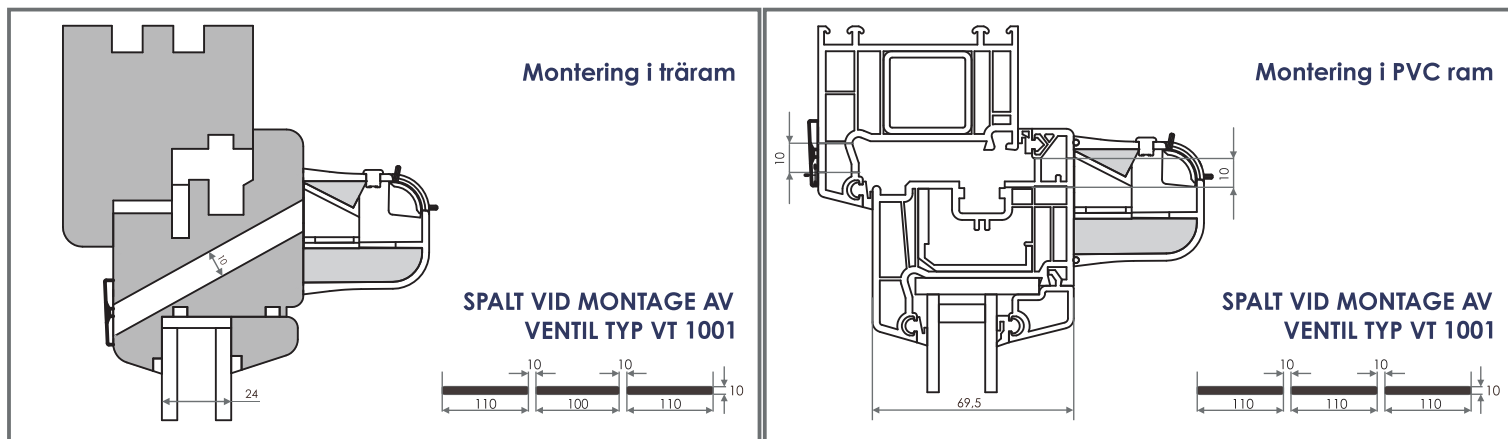 Montering i träram
10
SPALT VID MONTAGE AV
VENTIL TYP VT 1001
10 10
10
110 100 110
24
Montering i PVC ram
10
10
SPALT VID MONTAGE AV
VENTIL TYP VT 1001
10 10
10
110 110 110
69,5